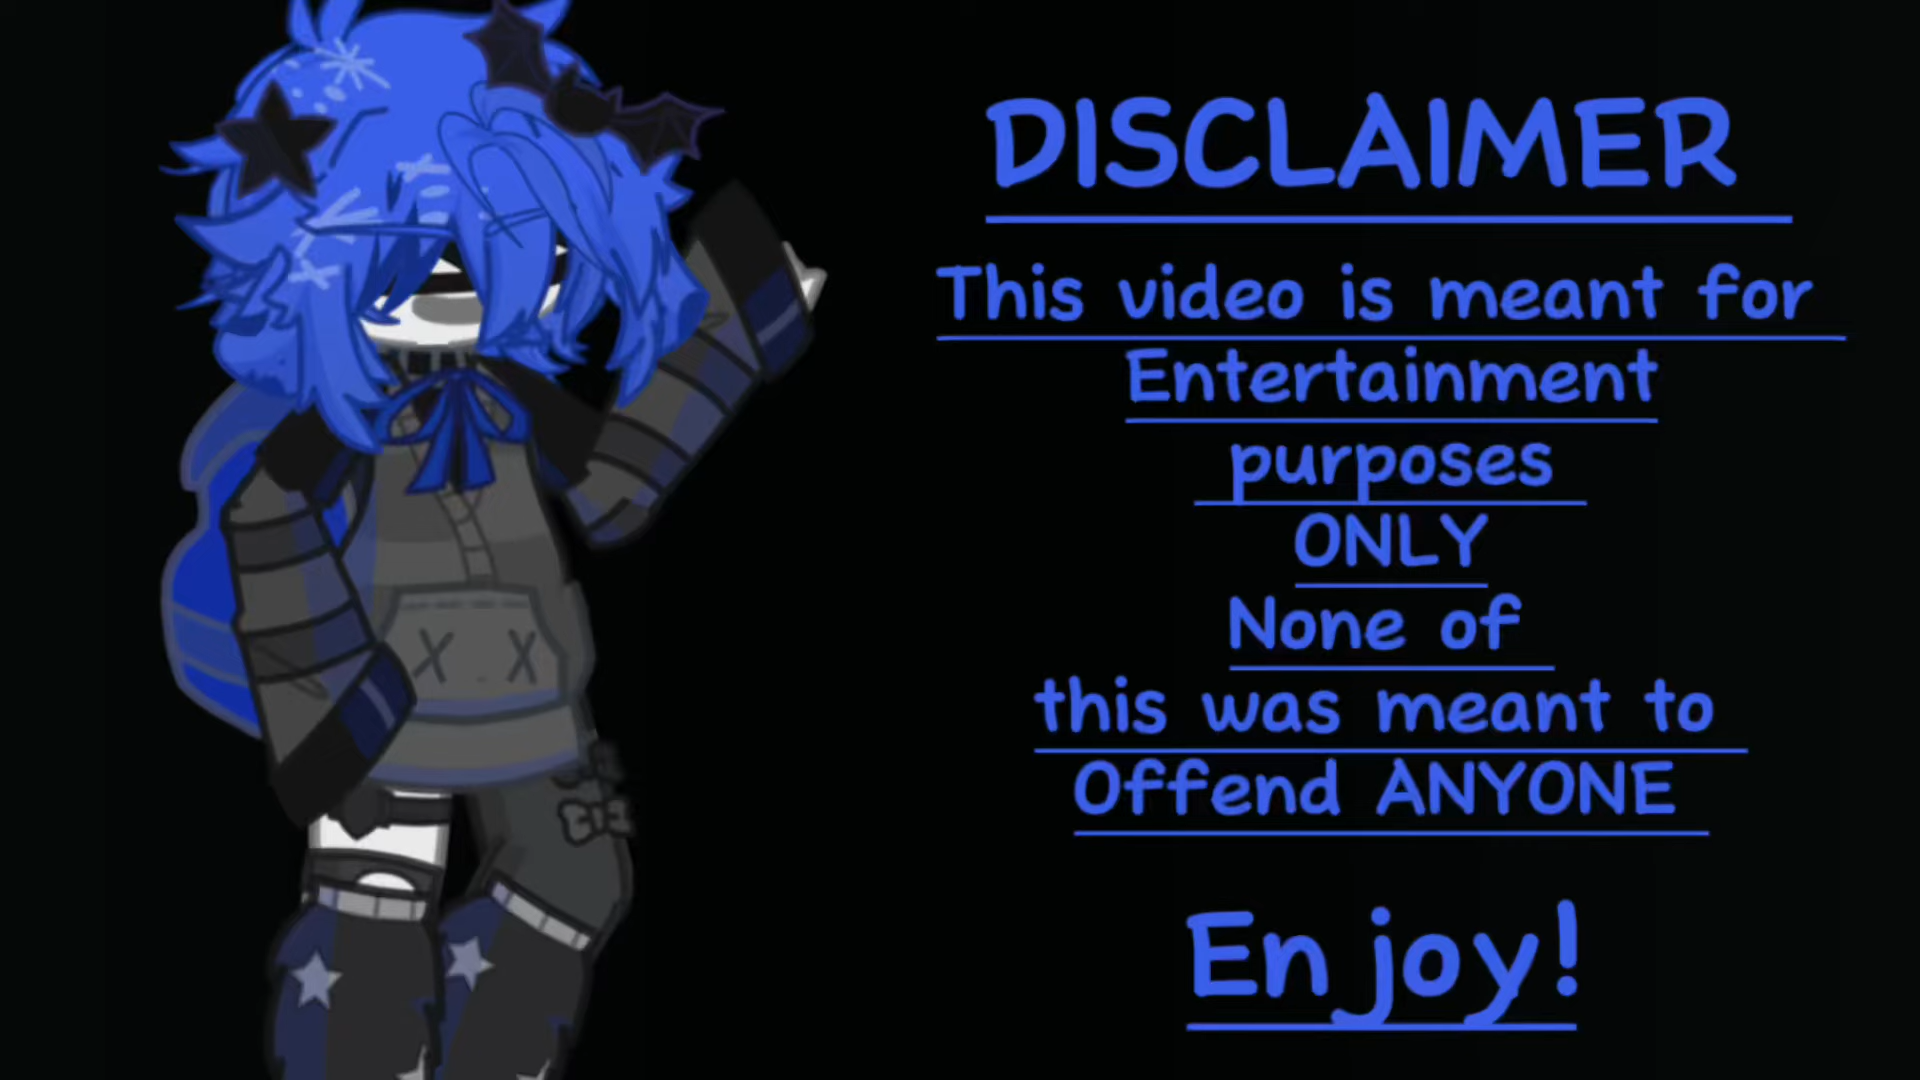 DISCLAIMER
This video is meant for
Entertainment
purposes
ONLY
None of
this was meant to
Offend ANYONE
Enjoy!